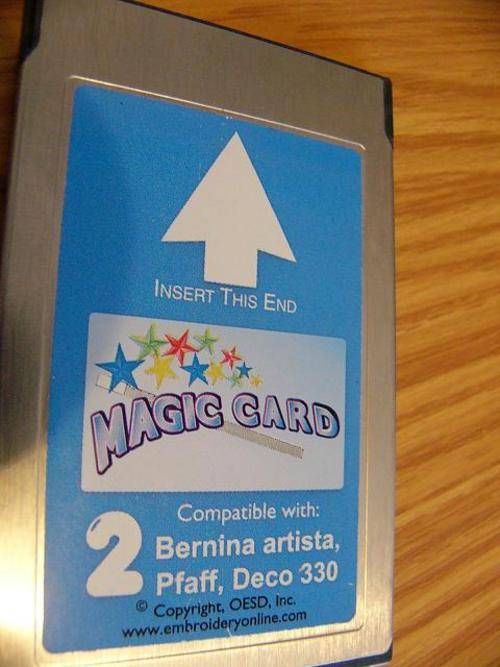 INSERT THIS END
MAGIC CARD
Compatible with:
2 Bernina artista,
Pfaff, Deco 330
© Copyright, OESD, Inc.
www.embroideryonline.com